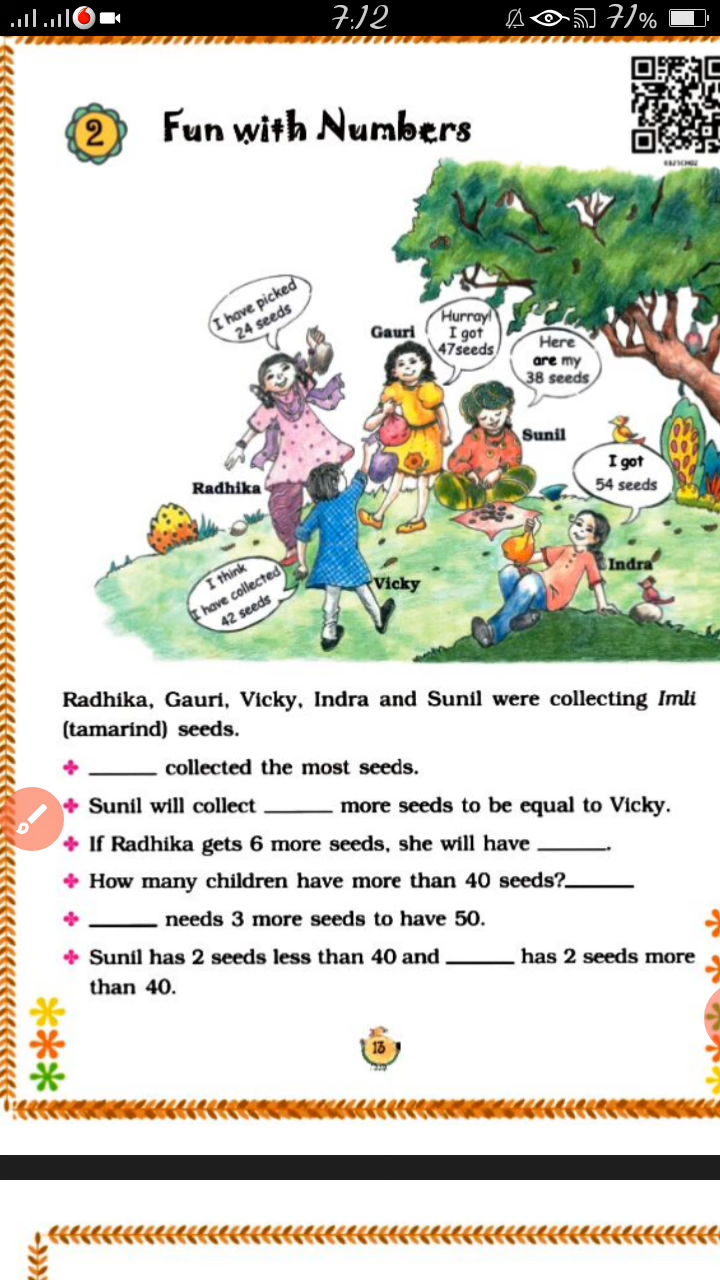 7:12
71%
2
Fun with Numbers
I have picked
24 seeds
Gauri
Hurray!
I got
47seeds
Here
are my
38 seeds
Sunil
I got
54 seeds
Radhika
I think
I have collected
42 seeds
Vicky
Indra
Radhika, Gauri, Vicky, Indra and Sunil were collecting Imli
(tamarind) seeds.
______ collected the most seeds.
Sunil will collect ______ more seeds to be equal to Vicky.
If Radhika gets 6 more seeds, she will have ______.
How many children have more than 40 seeds?______
______ needs 3 more seeds to have 50.
Sunil has 2 seeds less than 40 and ______ has 2 seeds more
than 40.
13